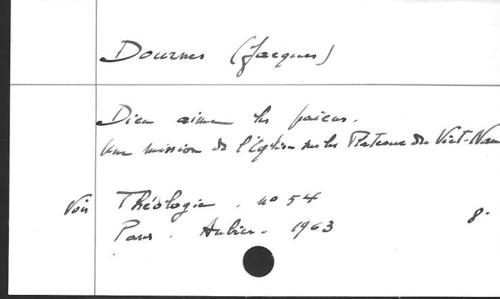 Dournes (Jacques)
Dieu aime les païens.
Une mission de l'Eglise sur les Plateaux du Viet-Nam
Voir Théologie. n° 54
Paris. Aubier. 1963 8°